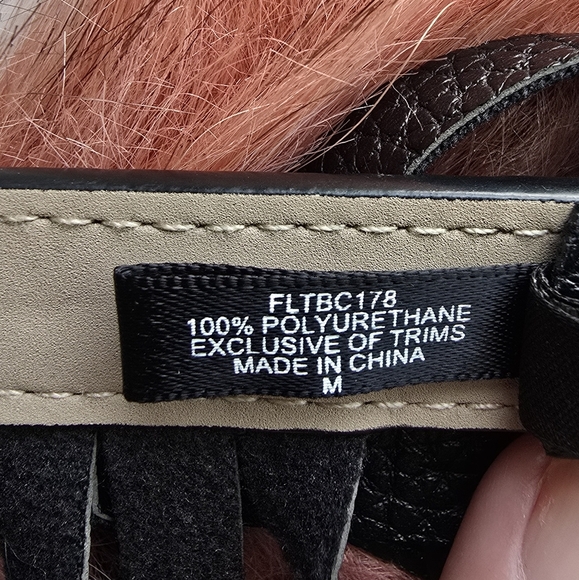 FLTBC178
100% POLYURETHANE
EXCLUSIVE OF TRIMS
MADE IN CHINA
M